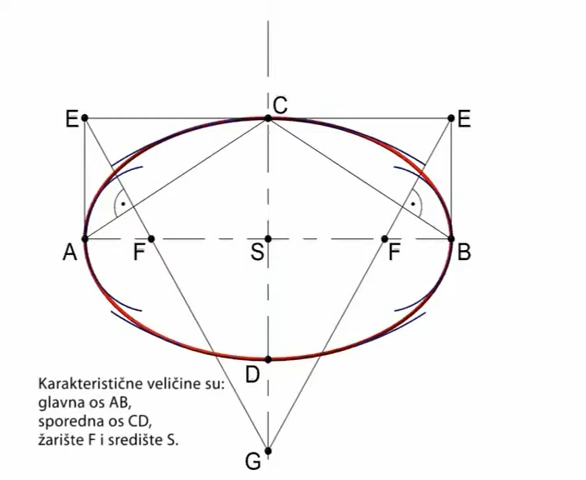 C
E
E
A
F
S
F
B
D
Karakteristične veličine su:
glavna os AB,
sporedna os CD,
žarište F i središte S.
G